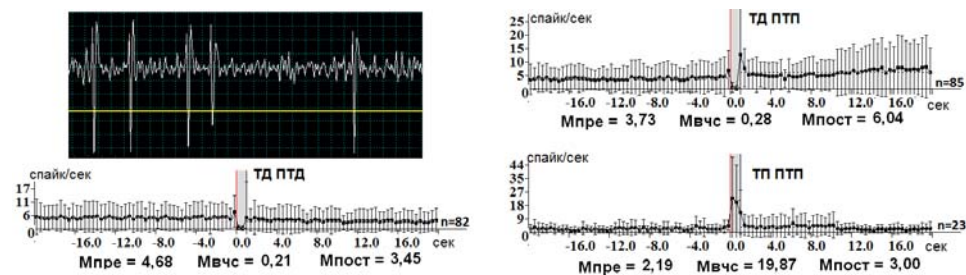 спайк/сек
ТД ПТД
17
11
6
0
-16.0 -12.0 -8.0 -4.0 0.0 4.0 8.0 12.0 16.0
n=82
сек
Мпре = 4,68 Мвчс = 0,21 Мпост = 3,45
спайк/сек
ТД ПТП
25
20
15
10
5
0
-16.0 -12.0 -8.0 -4.0 0.0 4.0 8.0 12.0 16.0
n=85
сек
Мпре = 3,73 Мвчс = 0,28 Мпост = 6,04
спайк/сек
ТП ПТП
44
36
27
18
9
0
-16.0 -12.0 -8.0 -4.0 0.0 4.0 8.0 12.0 16.0
n=23
сек
Мпре = 2,19 Мвчс = 19,87 Мпост = 3,00